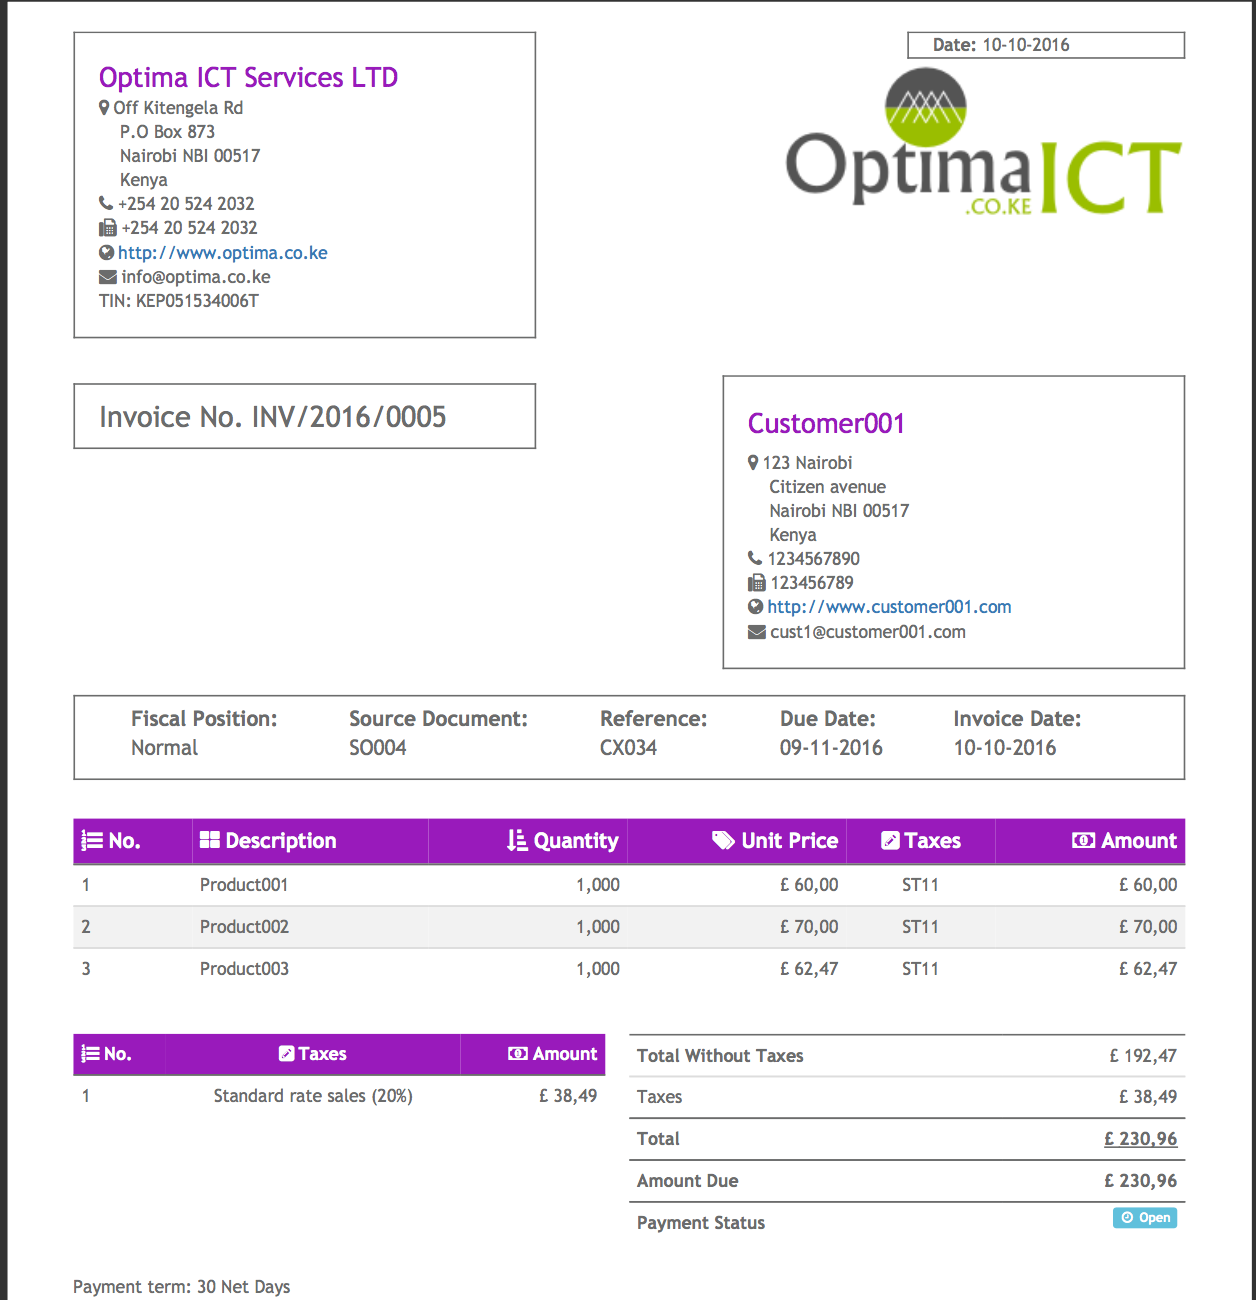 Date: 10-10-2016
Optima ICT Services LTD
Off Kitengela Rd
P.O Box 873
Nairobi NBI 00517
Kenya
+254 20 524 2032
+254 20 524 2032
http://www.optima.co.ke
info@optima.co.ke
TIN: KEP051534006T
OptimaICT
.CO.KE
Invoice No. INV/2016/0005
Customer001
123 Nairobi
Citizen avenue
Nairobi NBI 00517
Kenya
1234567890
123456789
http://www.customer001.com
cust1@customer001.com
Fiscal Position: Source Document: Reference: Due Date: Invoice Date:
Normal SO004 CX034 09-11-2016 10-10-2016
No. Description Quantity Unit Price Taxes Amount
1 Product001 1,000 £ 60,00 ST11 £ 60,00
2 Product002 1,000 £ 70,00 ST11 £ 70,00
3 Product003 1,000 £ 62,47 ST11 £ 62,47
No. Taxes Amount
1 Standard rate sales (20%) £ 38,49
Total Without Taxes £ 192,47
Taxes £ 38,49
Total £ 230,96
Amount Due £ 230,96
Payment Status Open
Payment term: 30 Net Days